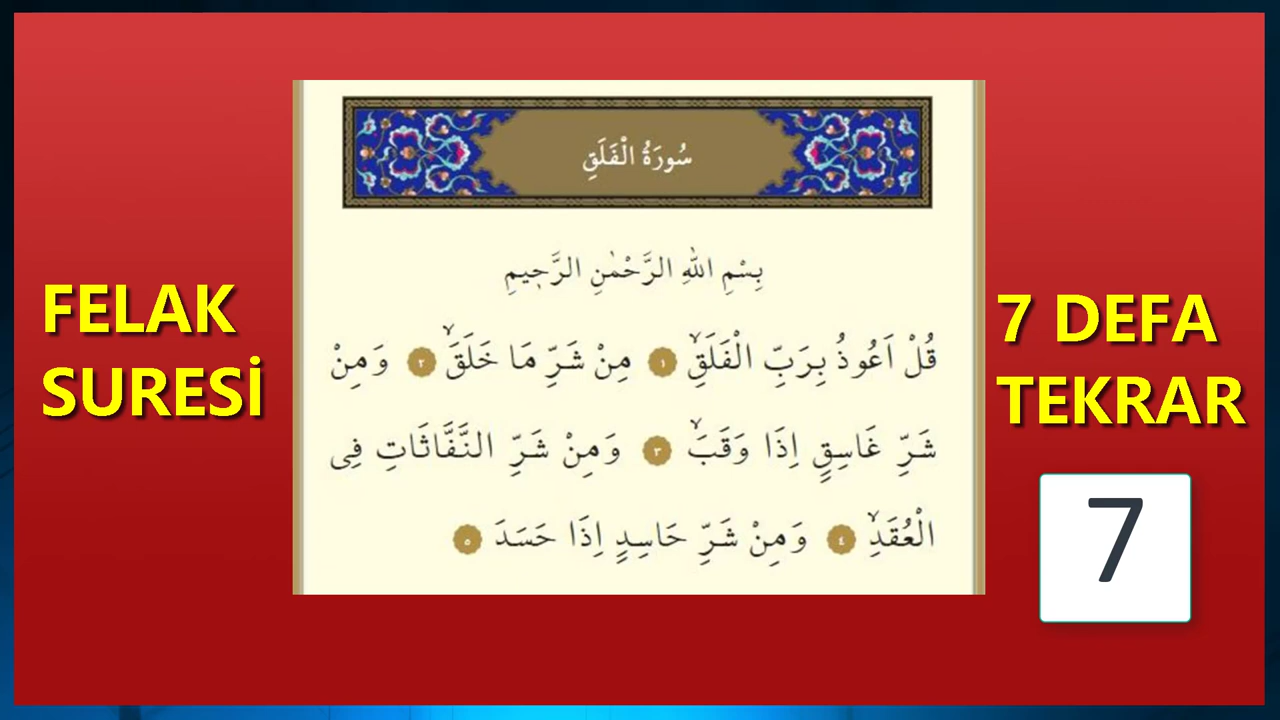 FELAK
SURESİ
سُورَةُ الْفَلَقِ
بِسْمِ اللّٰهِ الرَّحْمٰنِ الرَّح۪يمِ
قُلْ اَعُوذُ بِرَبِّ الْفَلَقِۙ ١ مِنْ شَرِّ مَا خَلَقَۙ ٢ وَمِنْ
شَرِّ غَاسِقٍ اِذَا وَقَبَۙ ٣ وَمِنْ شَرِّ النَّفَّاثَاتِ فِى
الْعُقَدِۙ ٤ وَمِنْ شَرِّ حَاسِدٍ اِذَا حَسَدَ ٥
7 DEFA
TEKRAR
7